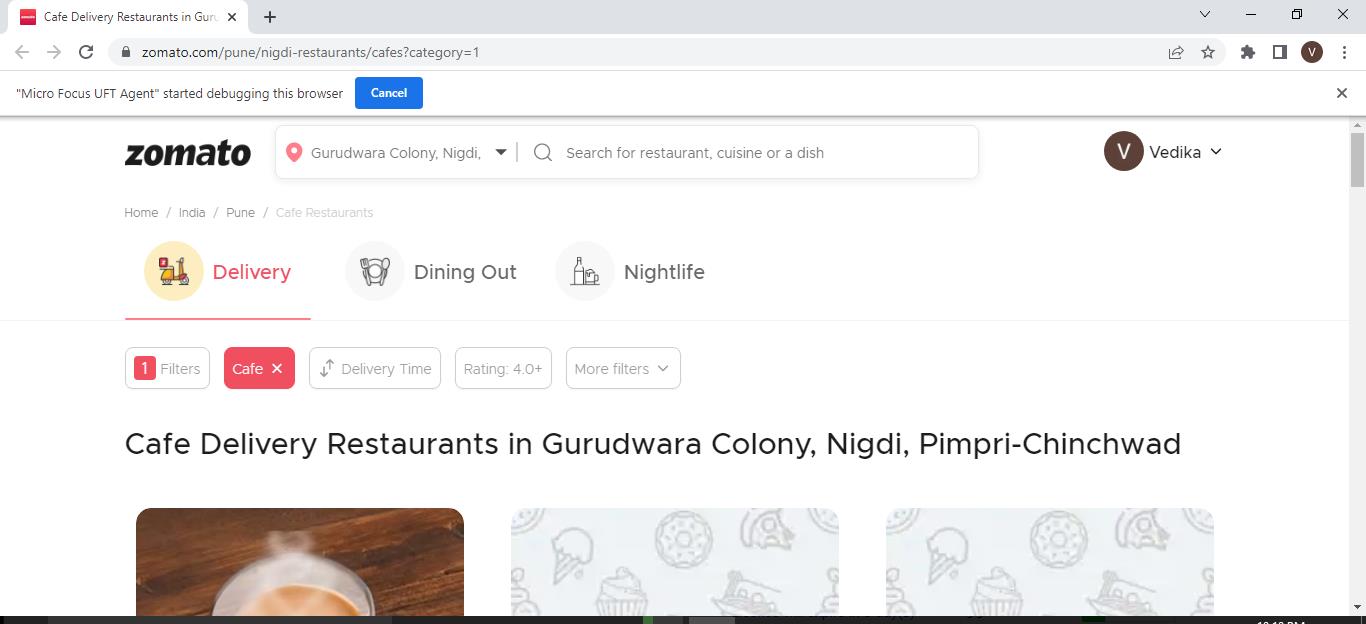 Cafe Delivery Restaurants in Guru
zomato.com/pune/nigdi-restaurants/cafes?category=1
V
"Micro Focus UFT Agent" started debugging this browser
Cancel
zomato
Gurudwara Colony, Nigdi,
Search for restaurant, cuisine or a dish
V
Vedika
Home / India / Pune / Cafe Restaurants
Delivery
Dining Out
Nightlife
1 Filters
Cafe
Delivery Time
Rating: 4.0+
More filters
Cafe Delivery Restaurants in Gurudwara Colony, Nigdi, Pimpri-Chinchwad